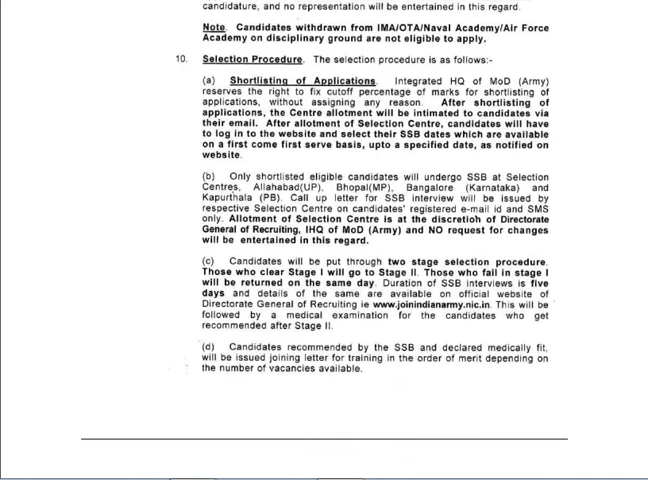 candidature, and no representation will be entertained in this regard.
Note. Candidates withdrawn from IMA/OTA/Naval Academy/Air Force
Academy on disciplinary ground are not eligible to apply.
10. Selection Procedure. The selection procedure is as follows:-
(a) Shortlisting of Applications. Integrated HQ of MoD (Army)
reserves the right to fix cutoff percentage of marks for shortlisting of
applications, without assigning any reason. After shortlisting of
applications, the Centre allotment will be intimated to candidates via
their email. After allotment of Selection Centre, candidates will have
to log in to the website and select their SSB dates which are available
on a first come first serve basis, upto a specified date, as notified on
website.
(b) Only shortlisted eligible candidates will undergo SSB at Selection
Centres, Allahabad(UP), Bhopal(MP), Bangalore (Karnataka) and
Kapurthala (PB). Call up letter for SSB interview will be issued by
respective Selection Centre on candidates' registered e-mail id and SMS
only. Allotment of Selection Centre is at the discretion of Directorate
General of Recruiting, IHQ of MoD (Army) and NO request for changes
will be entertained in this regard.
(c) Candidates will be put through two stage selection procedure.
Those who clear Stage I will go to Stage II. Those who fail in stage I
will be returned on the same day. Duration of SSB interviews is five
days and details of the same are available on official website of
Directorate General of Recruiting ie www.joinindianarmy.nic.in. This will be
followed by a medical examination for the candidates who get
recommended after Stage II.
(d) Candidates recommended by the SSB and declared medically fit,
will be issued joining letter for training in the order of merit depending on
the number of vacancies available.